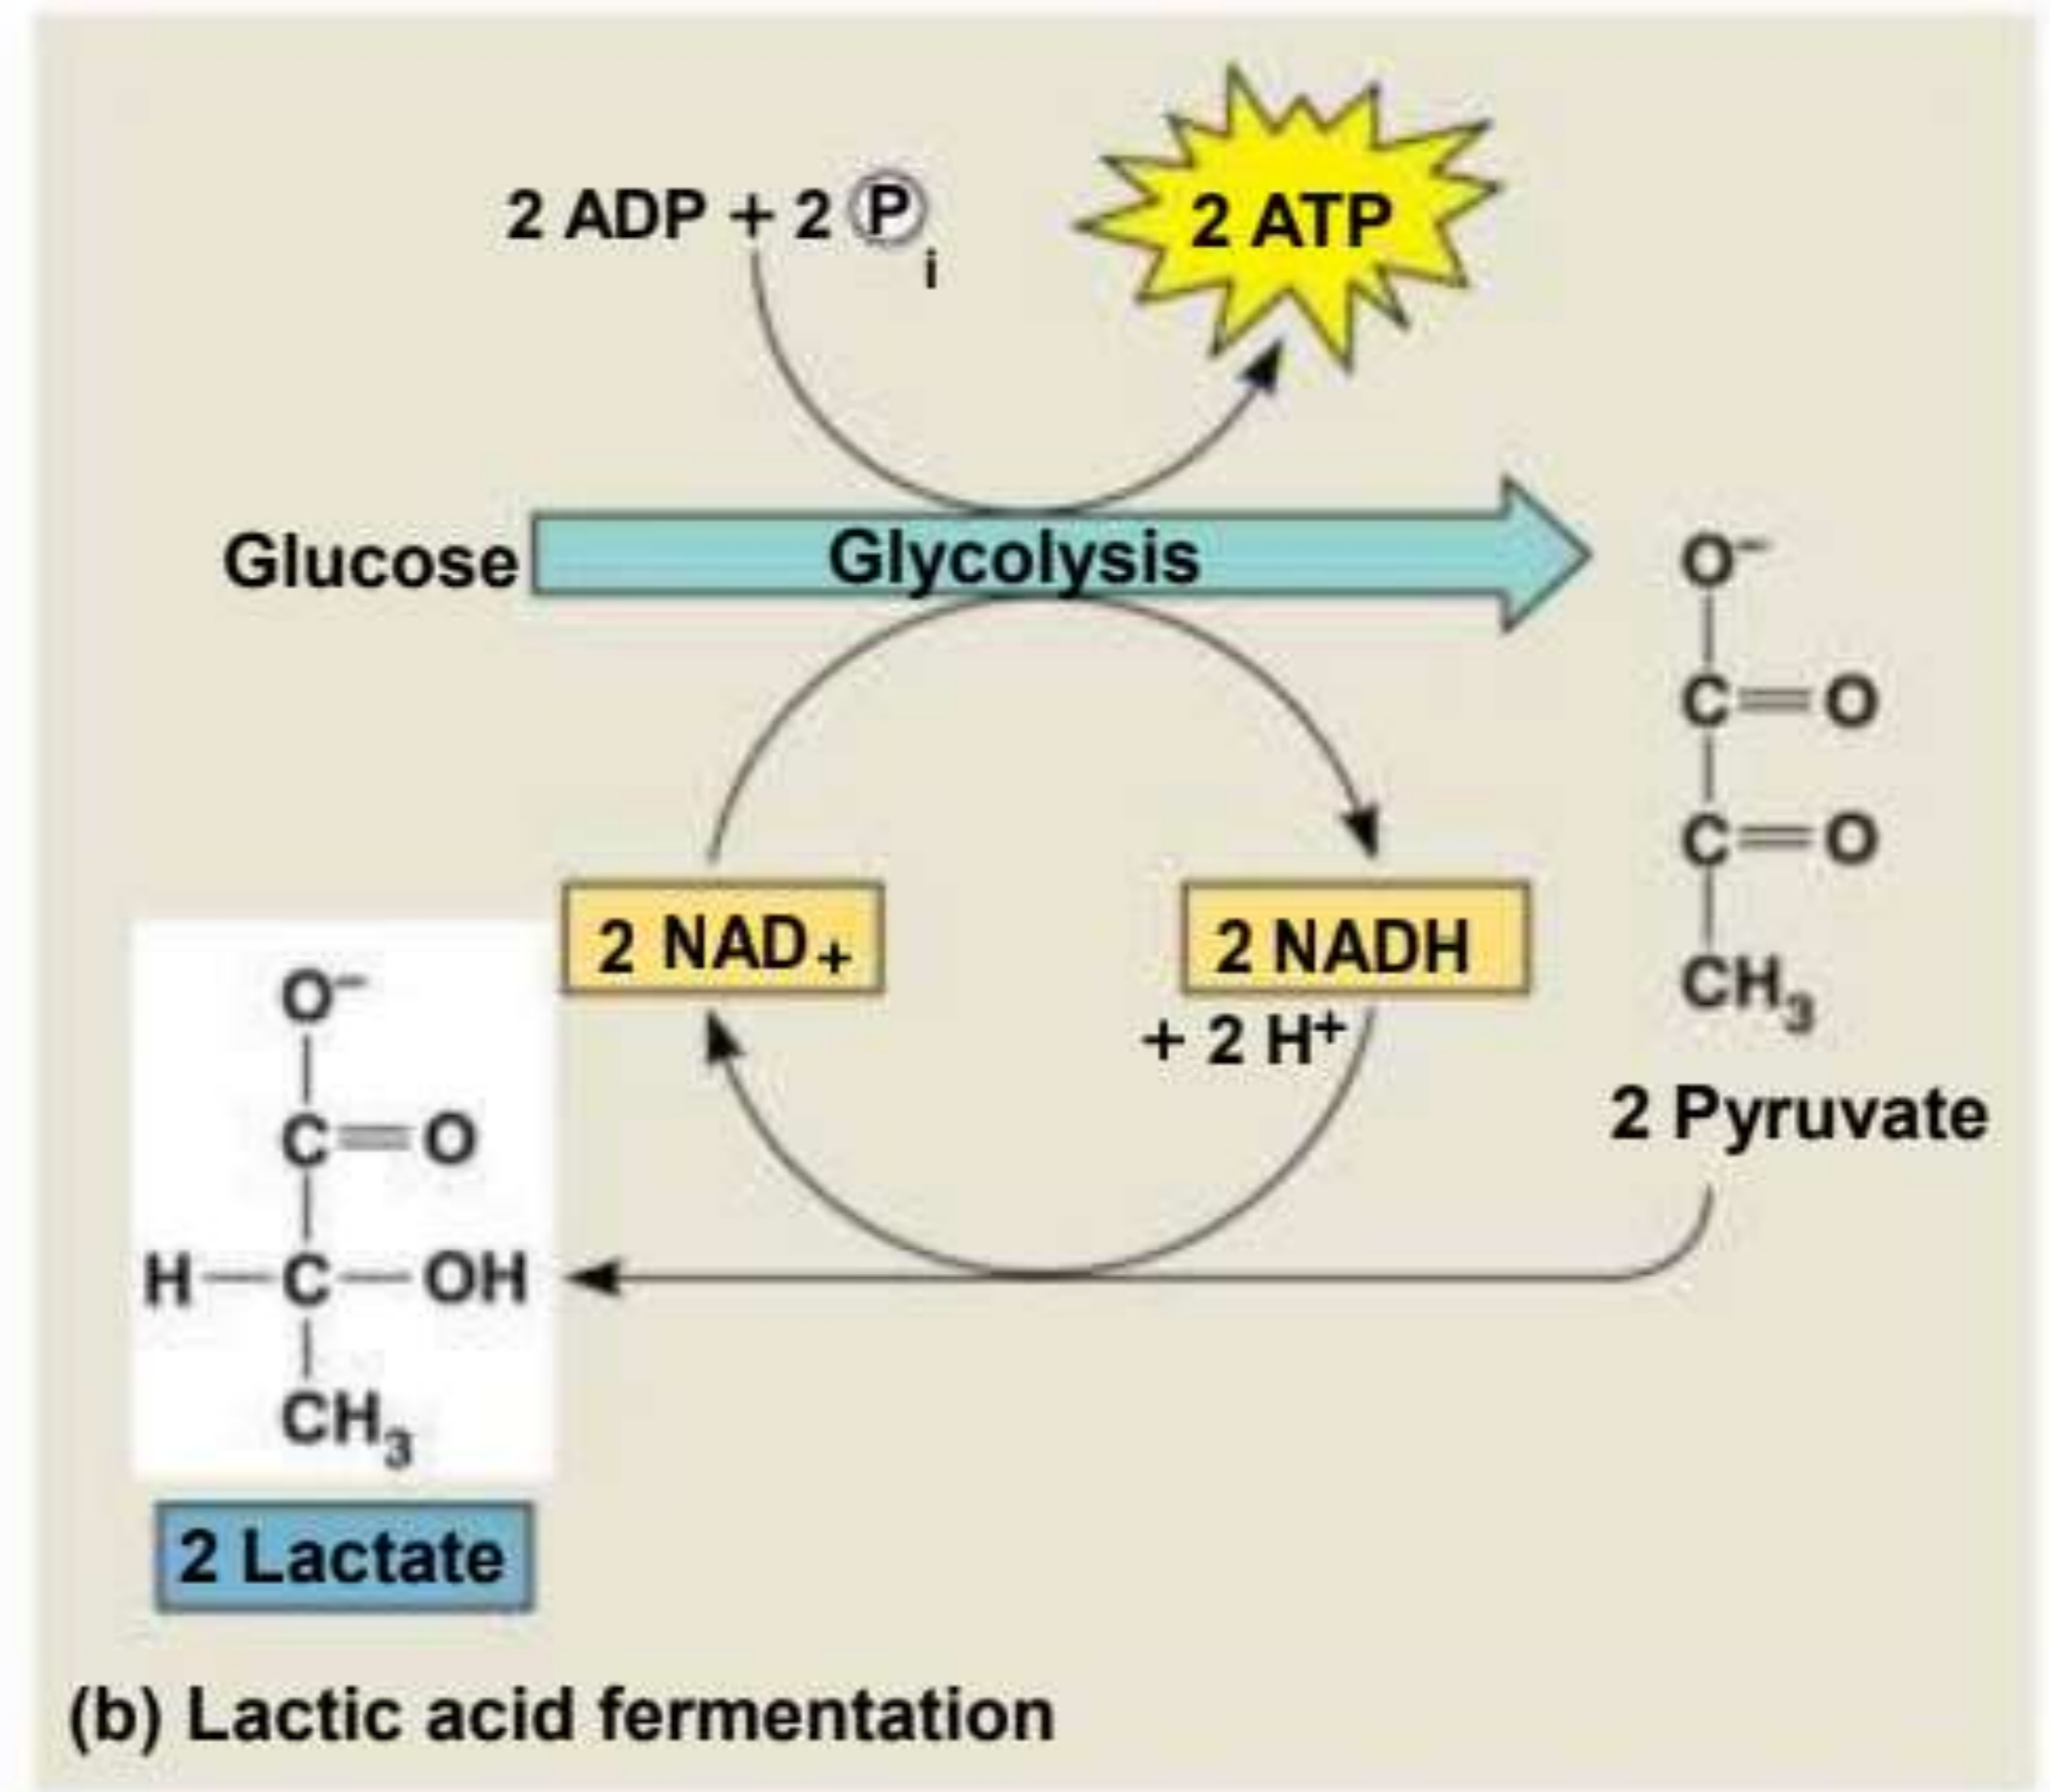 2 ADP + 2 P i
2 ATP
Glucose
Glycolysis
O−
C=O
C=O
CH3
2 Pyruvate
2 NAD+
2 NADH
+ 2 H+
O−
C=O
H—C—OH
CH3
2 Lactate
(b) Lactic acid fermentation